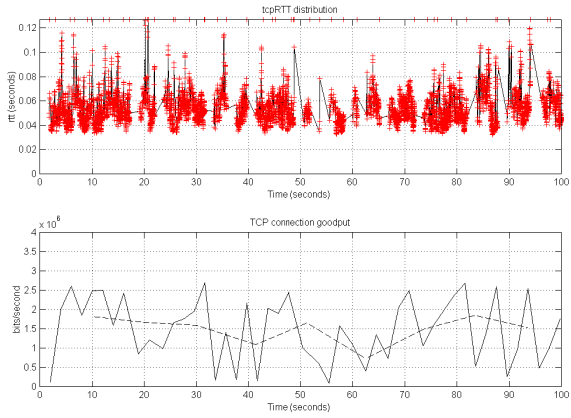 tcpRTT distribution
0.12
0.1
0.08
0.06
0.04
0.02
0
rtt (seconds)
0 10 20 30 40 50 60 70 80 90 100
Time (seconds)
TCP connection goodput
x 10^6
4
3.5
3
2.5
2
1.5
1
0.5
0
bits/second
0 10 20 30 40 50 60 70 80 90 100
Time (seconds)